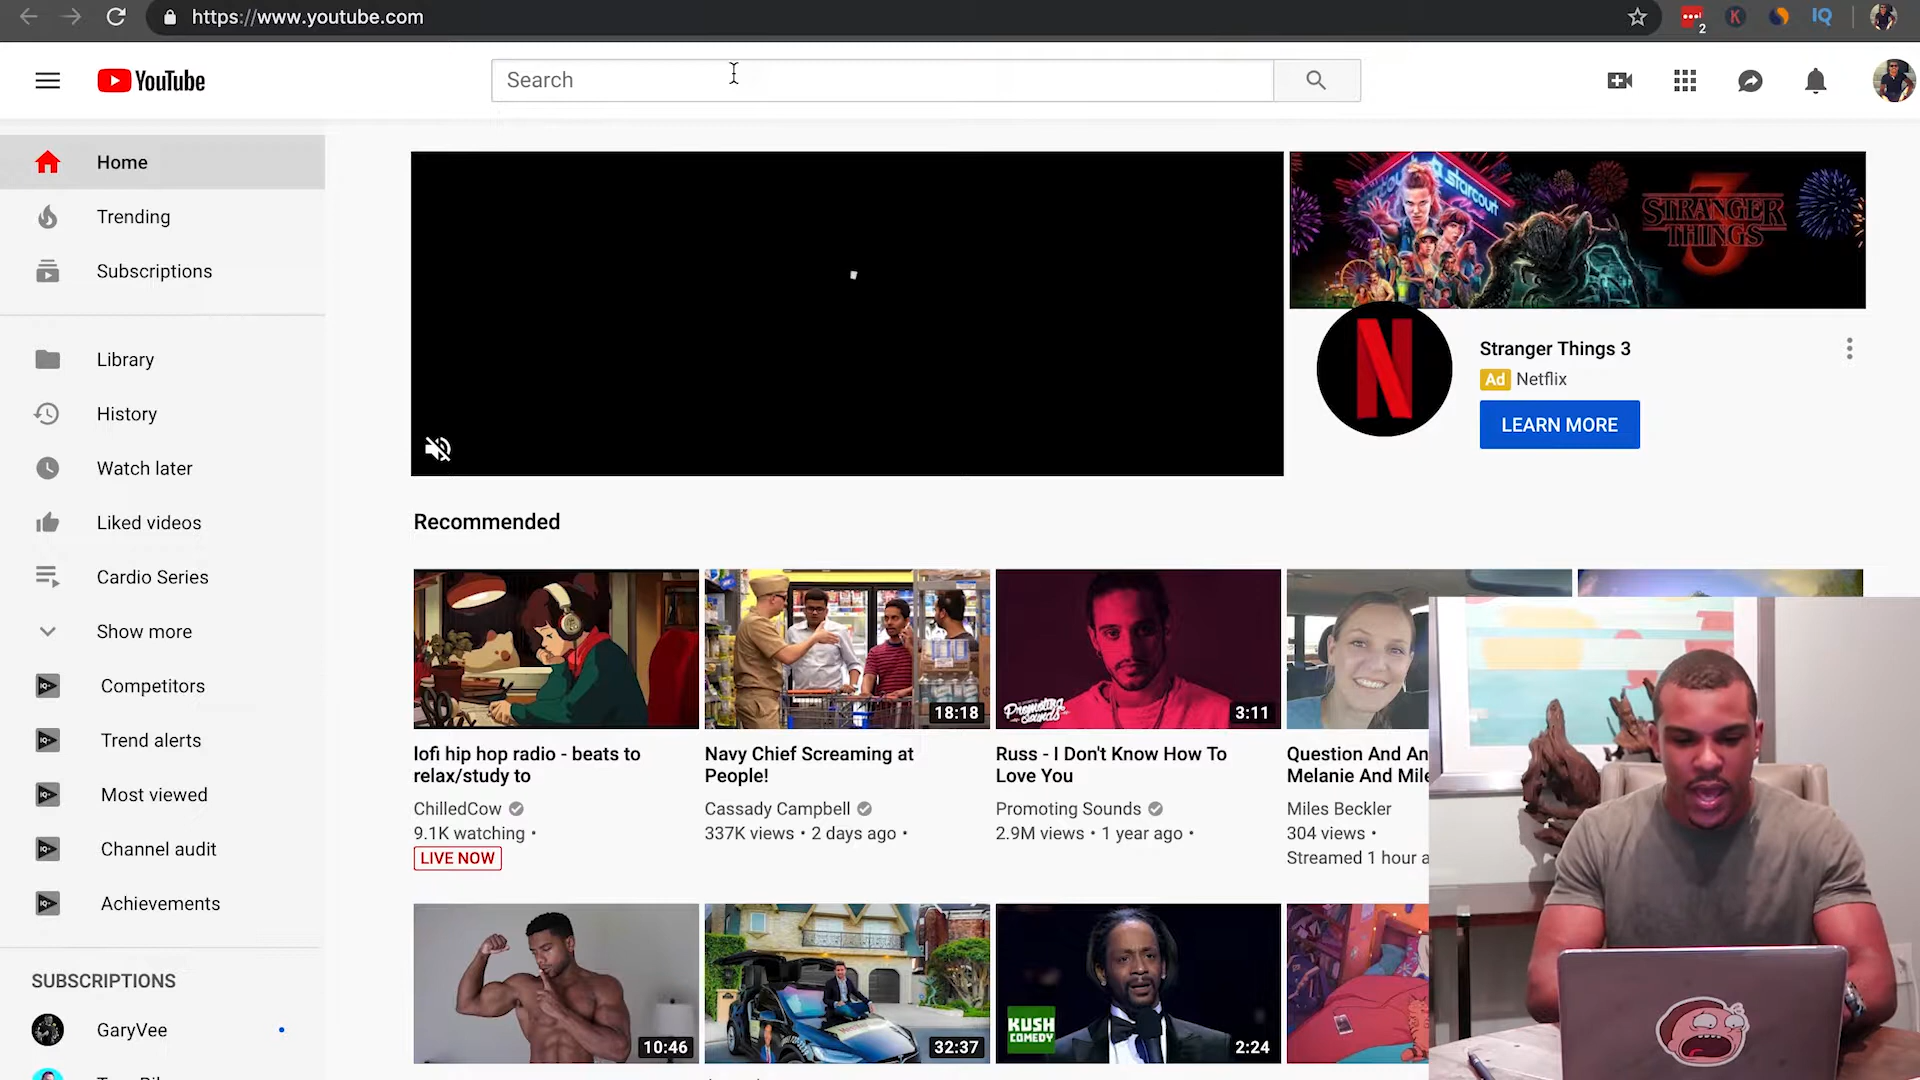 https://www.youtube.com
2
K
IQ
YouTube
Search
Home
Trending
Subscriptions
Library
History
Watch later
Liked videos
Cardio Series
Show more
Competitors
Trend alerts
Most viewed
Channel audit
Achievements
SUBSCRIPTIONS
GaryVee
starcourt
STRANGER
THINGS
3
N
Stranger Things 3
Ad Netflix
LEARN MORE
Recommended
18:18
Promoting
Sounds
3:11
lofi hip hop radio - beats to
relax/study to
ChilledCow
9.1K watching •
LIVE NOW
Navy Chief Screaming at
People!
Cassady Campbell
337K views • 2 days ago •
Russ - I Don't Know How To
Love You
Promoting Sounds
2.9M views • 1 year ago •
Question And An
Melanie And Mile
Miles Beckler
304 views •
Streamed 1 hour a
10:46
32:37
KUSH
COMEDY
2:24